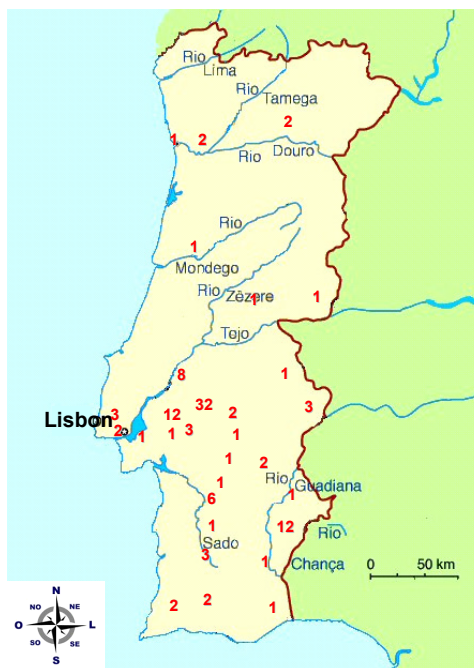 Rio
Lima
Rio
Tamega
2
1 2
Rio Douro
Rio
1
Mondego
Rio
Zêzere
1 1
Tojo
8 1
32
3 12 2 3
Lisbon
2 1 1 3 1
1 2
Rio
1 Guadiana
6 1
1 12 Rio
Sado
3 1 Chança
0 50 km
2 2 1
N
NO NE
O L
SO SE
S